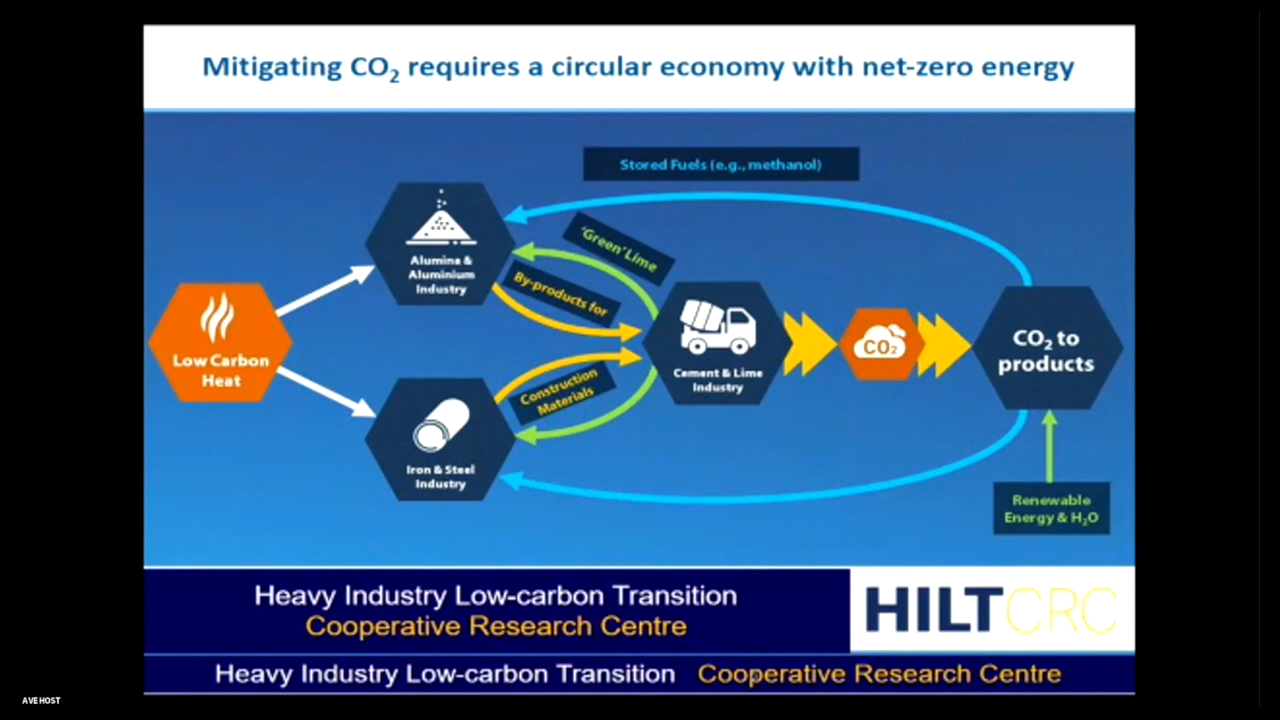 Mitigating CO₂ requires a circular economy with net-zero energy
Stored Fuels (e.g., methanol)
'Green' Lime
Alumina &
Aluminium
Industry
By-products for
Low Carbon
Heat
Cement & Lime
Industry
CO₂
CO₂ to
products
Construction
Materials
Iron & Steel
Industry
Renewable
Energy & H₂O
Heavy Industry Low-carbon Transition
Cooperative Research Centre
HILTCRC
Heavy Industry Low-carbon Transition Cooperative Research Centre
AVEHOST